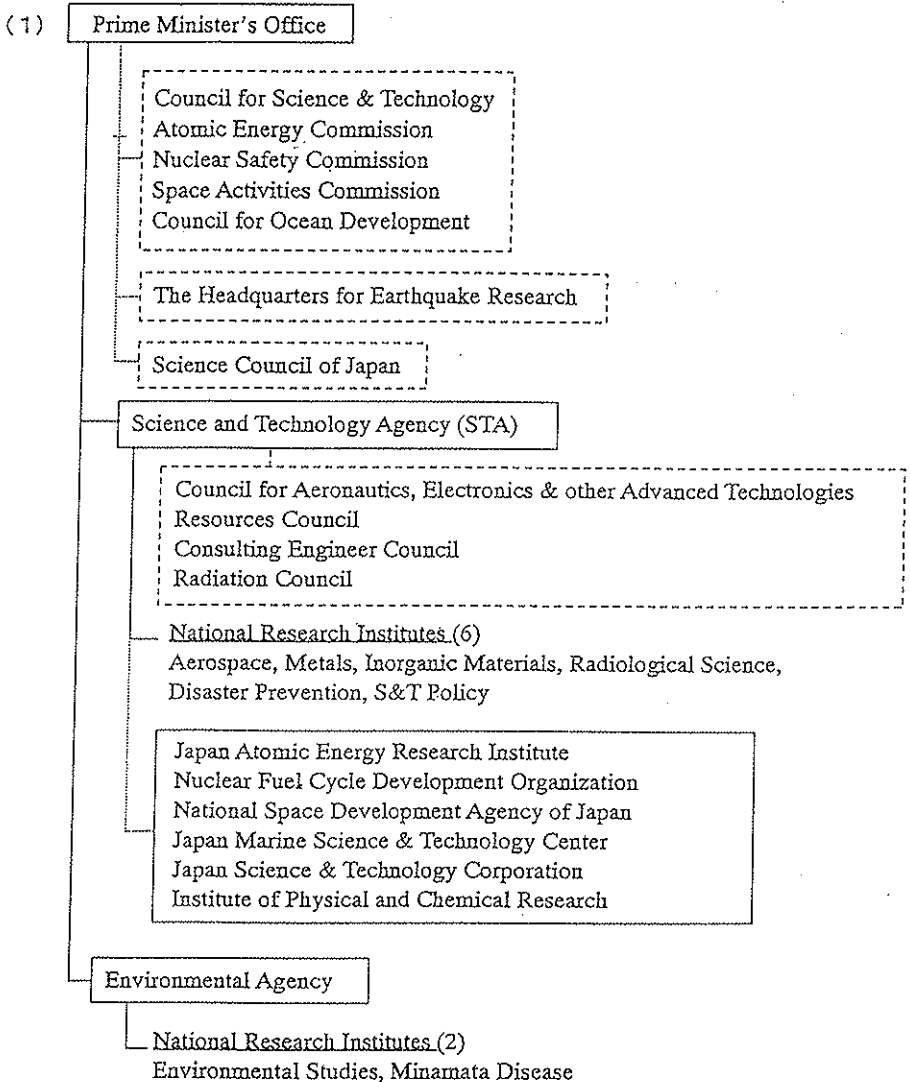 (1) Prime Minister's Office
Council for Science & Technology
Atomic Energy Commission
Nuclear Safety Commission
Space Activities Commission
Council for Ocean Development
The Headquarters for Earthquake Research
Science Council of Japan
Science and Technology Agency (STA)
Council for Aeronautics, Electronics & other Advanced Technologies
Resources Council
Consulting Engineer Council
Radiation Council
National Research Institutes (6)
Aerospace, Metals, Inorganic Materials, Radiological Science,
Disaster Prevention, S&T Policy
Japan Atomic Energy Research Institute
Nuclear Fuel Cycle Development Organization
National Space Development Agency of Japan
Japan Marine Science & Technology Center
Japan Science & Technology Corporation
Institute of Physical and Chemical Research
Environmental Agency
National Research Institutes (2)
Environmental Studies, Minamata Disease